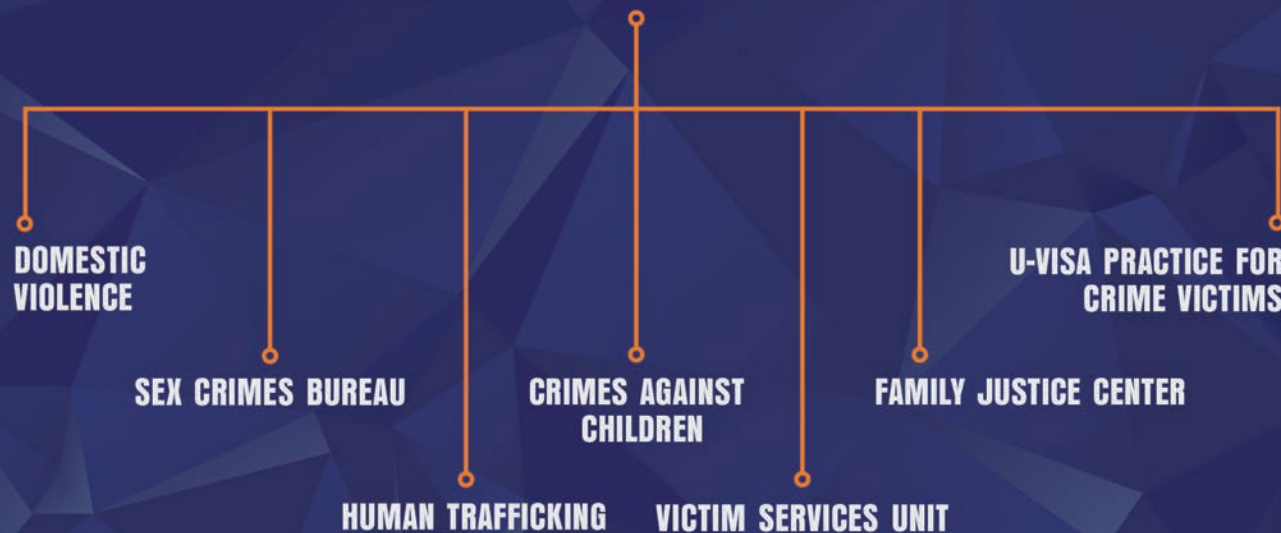 DOMESTIC
VIOLENCE
SEX CRIMES BUREAU
HUMAN TRAFFICKING
CRIMES AGAINST
CHILDREN
VICTIM SERVICES UNIT
FAMILY JUSTICE CENTER
U-VISA PRACTICE FOR
CRIME VICTIMS